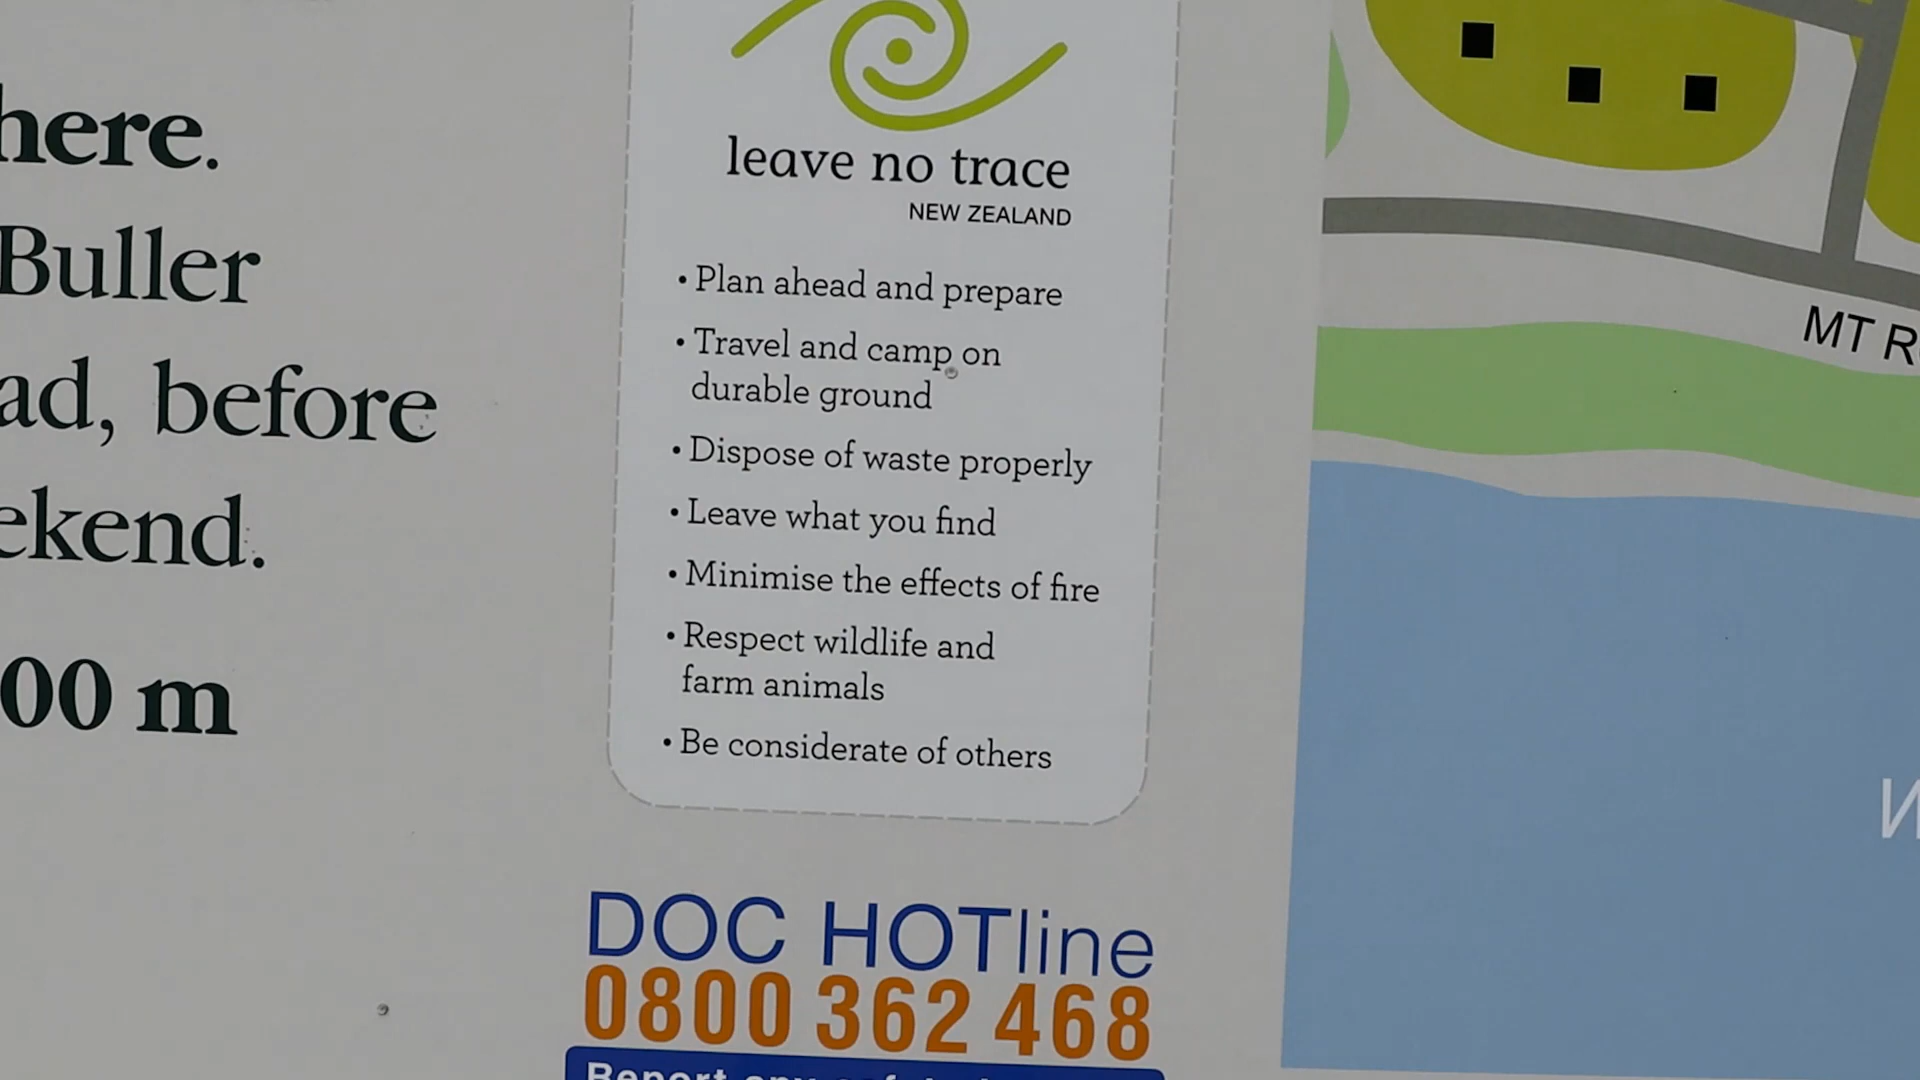 here.
Buller
ad, before
ekend.
00 m
leave no trace
NEW ZEALAND
• Plan ahead and prepare
• Travel and camp on
durable ground
• Dispose of waste properly
• Leave what you find
• Minimise the effects of fire
• Respect wildlife and
farm animals
• Be considerate of others
DOC HOTline
0800 362 468
Report any
MT R